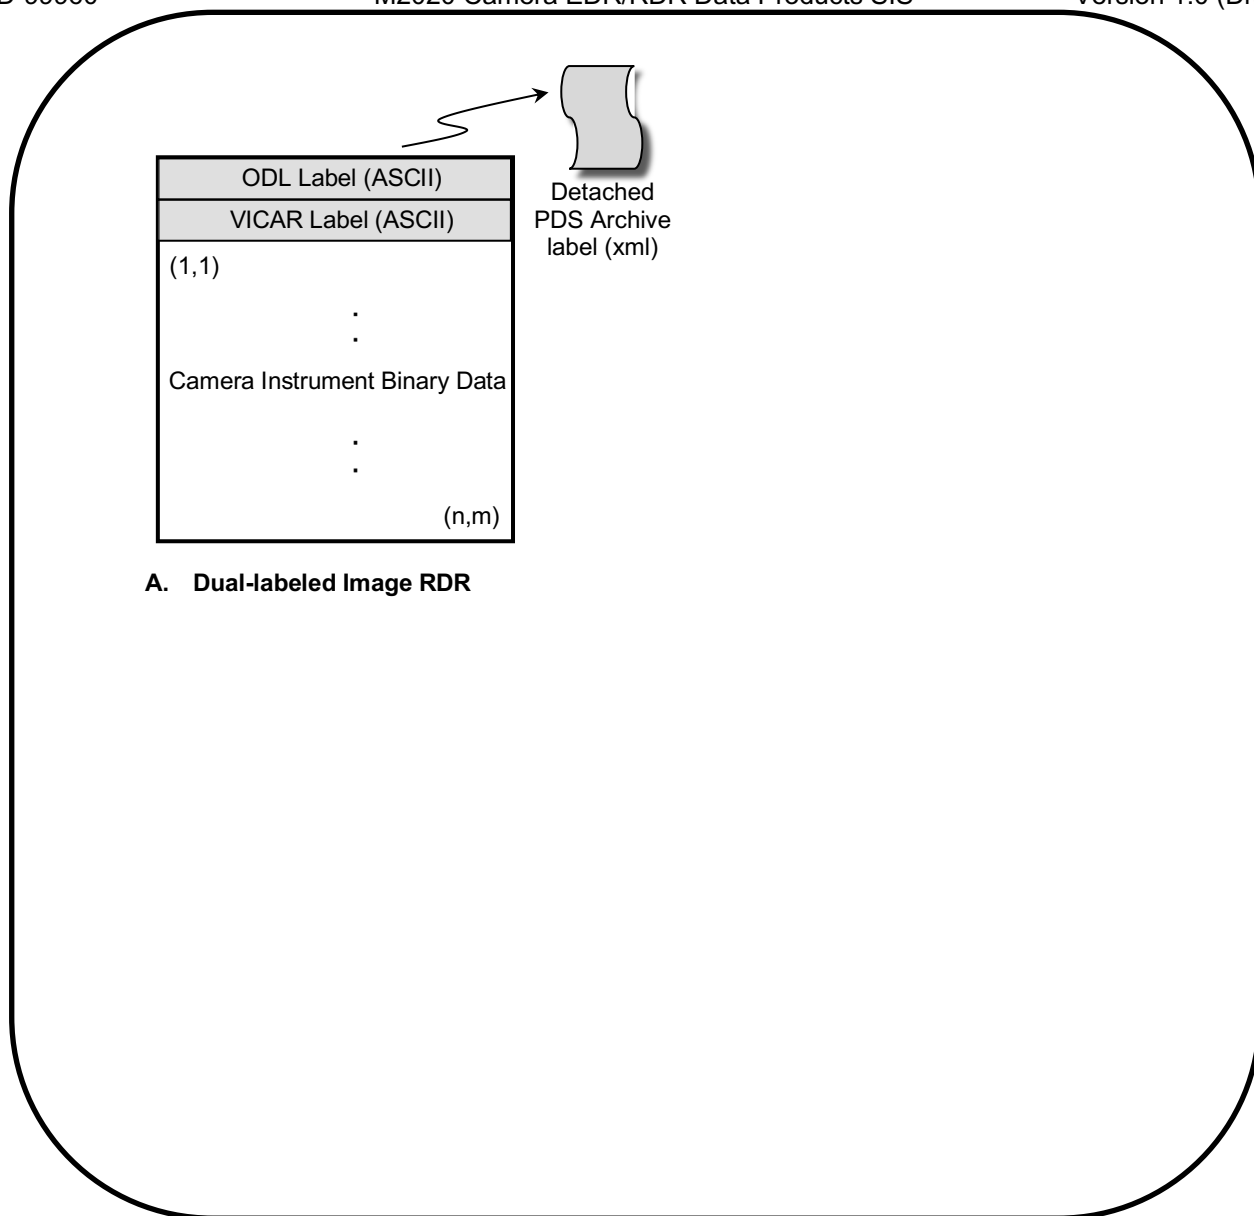 M2020 Camera EDR/RDR Data Products SIS
ODL Label (ASCII)
VICAR Label (ASCII)
Detached
PDS Archive
label (xml)
(1,1)
.
.
Camera Instrument Binary Data
.
.
(n,m)
A. Dual-labeled Image RDR